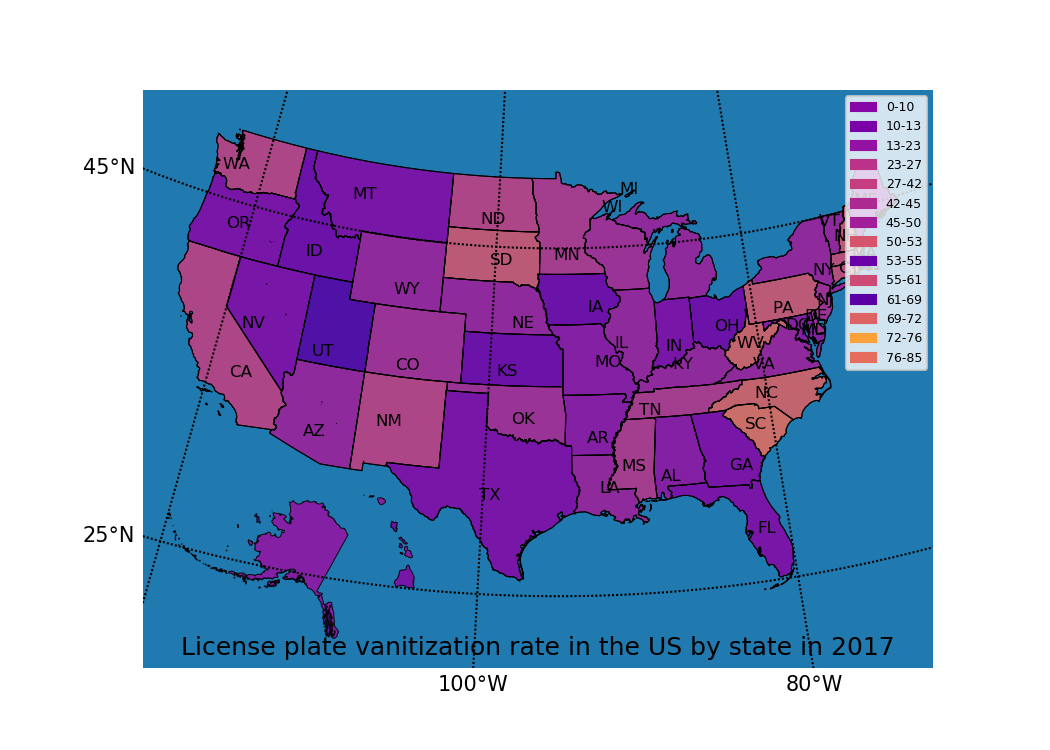 45°N
25°N
100°W
80°W
WA
OR
CA
NV
ID
MT
WY
UT
AZ
CO
NM
ND
SD
NE
KS
OK
TX
MN
IA
MO
AR
LA
WI
MI
IL
IN
KY
TN
MS
AL
OH
WV
VA
NC
SC
GA
FL
PA
NY
VT
NJ
0-10
10-13
13-23
23-27
27-42
42-45
45-50
50-53
53-55
55-61
61-69
69-72
72-76
76-85
License plate vanitization rate in the US by state in 2017